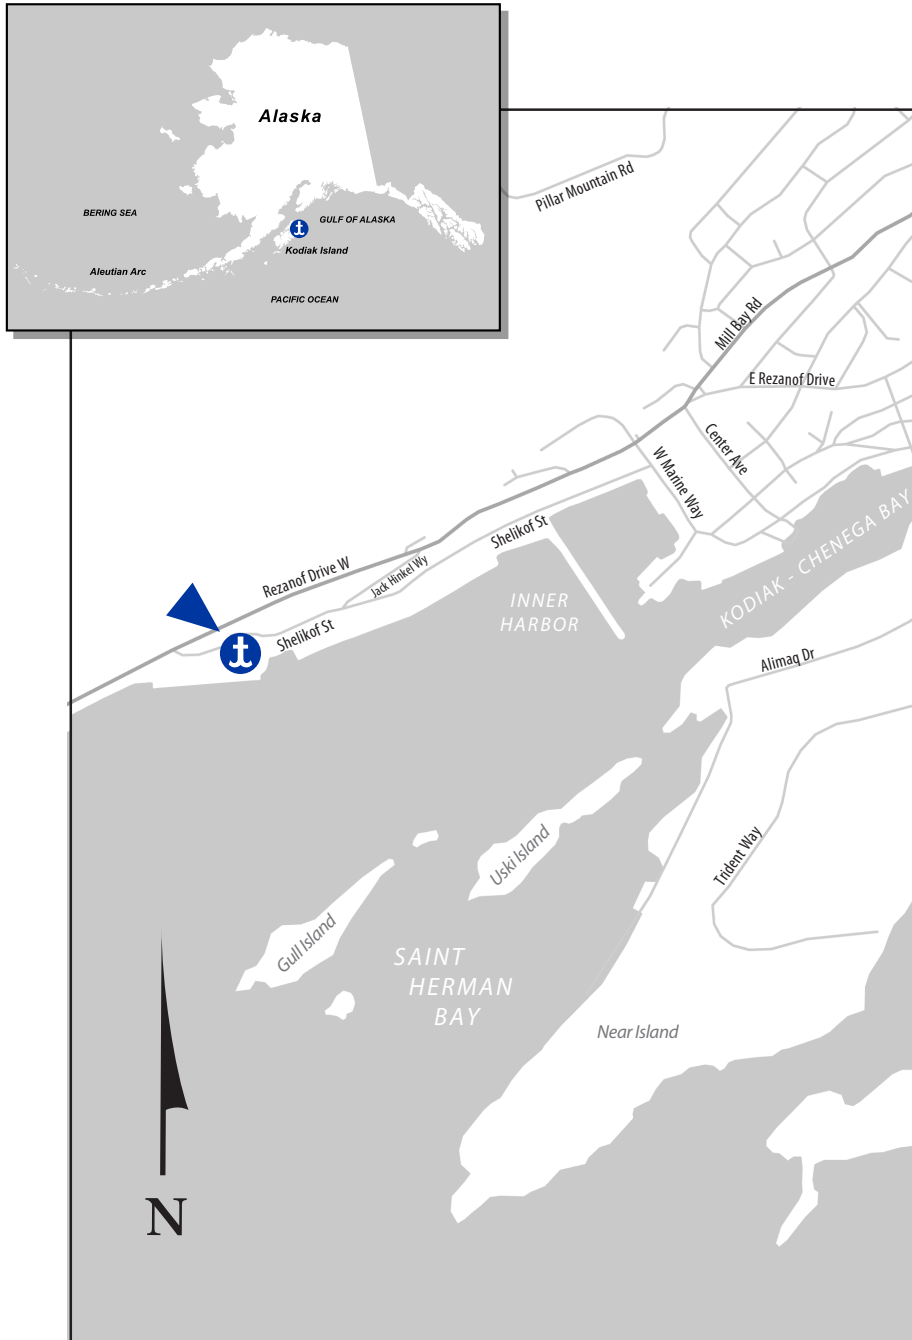 Alaska
BERING SEA
GULF OF ALASKA
Kodiak Island
Aleutian Arc
PACIFIC OCEAN
Pillar Mountain Rd
Mill Bay Rd
E Rezanof Drive
Center Ave
W Marine Way
KODIAK - CHENEGA BAY
Shelikof St
Rezanof Drive W
Jack Hinkel Wy
INNER
HARBOR
Shelikof St
Alimaq Dr
Trident Way
Uski Island
Gull Island
SAINT
HERMAN
BAY
Near Island
N